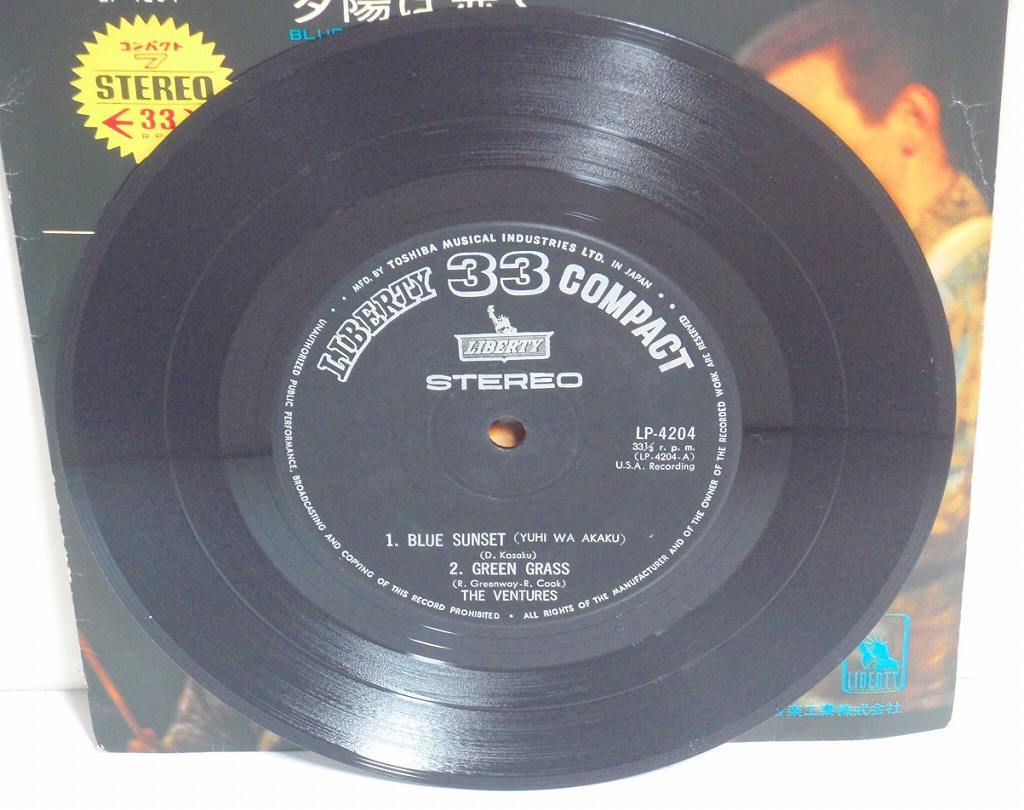 夕陽は赤く
コンパクト
7
STEREO
33
MFD. BY TOSHIBA MUSICAL INDUSTRIES LTD. IN JAPAN
LIBERTY 33 COMPACT
LIBERTY
STEREO
LP-4204
33⅓ r. p. m.
(LP-4204-A)
U.S.A. Recording
1. BLUE SUNSET (YUHI WA AKAKU)
(D. Kosaku)
2. GREEN GRASS
(R. Greenway-R. Cook)
THE VENTURES
UNAUTHORIZED PUBLIC PERFORMANCE, BROADCASTING AND COPYING OF THIS RECORD PROHIBITED • ALL RIGHTS OF THE MANUFACTURER AND OF THE OWNER OF THE RECORDED WORK ARE RESERVED
LIBERTY
楽工業株式会社